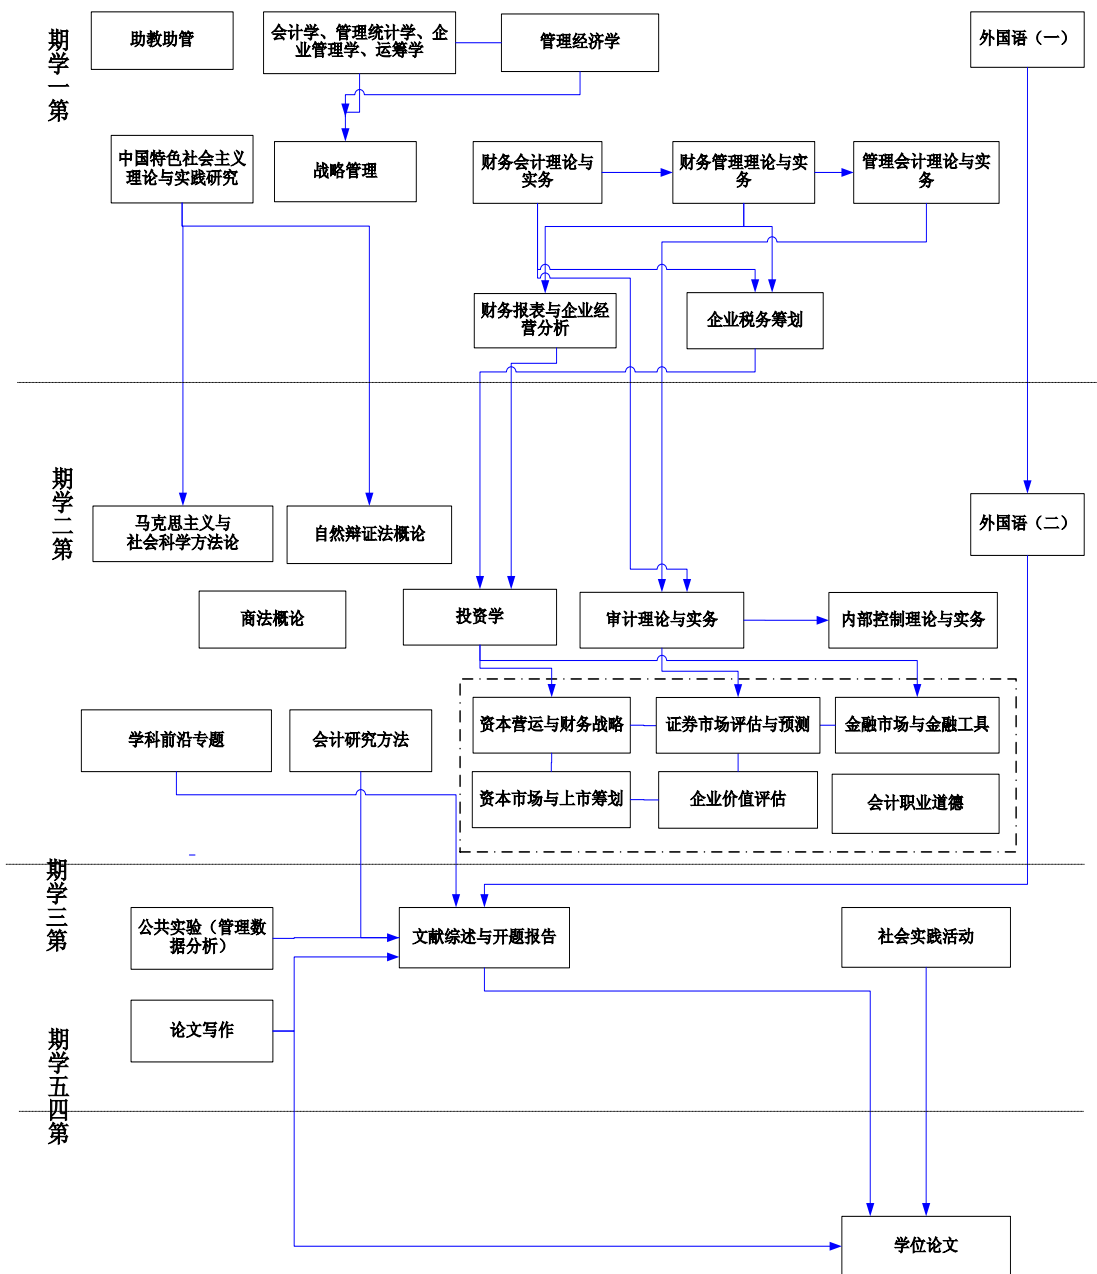 期学一第
助教助管
会计学、管理统计学、企
业管理学、运筹学
管理经济学
外国语（一）
中国特色社会主义
理论与实践研究
战略管理
财务会计理论与
实务
财务管理理论与实
务
管理会计理论与实
务
财务报表与企业经
营分析
企业税务筹划
期学二第
马克思主义与
社会科学方法论
自然辩证法概论
外国语（二）
商法概论
投资学
审计理论与实务
内部控制理论与实务
学科前沿专题
会计研究方法
资本营运与财务战略
证券市场评估与预测
金融市场与金融工具
资本市场与上市筹划
企业价值评估
会计职业道德
期学三第
公共实验（管理数
据分析）
文献综述与开题报告
社会实践活动
论文写作
期学五四第
学位论文